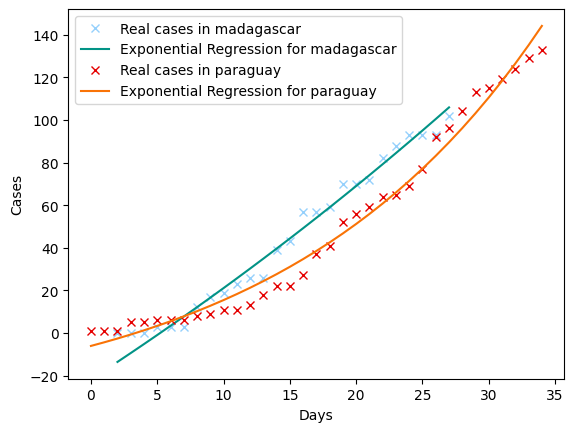 Real cases in madagascar
Exponential Regression for madagascar
Real cases in paraguay
Exponential Regression for paraguay
140
120
100
80
60
40
20
0
−20
Cases
0 5 10 15 20 25 30 35
Days